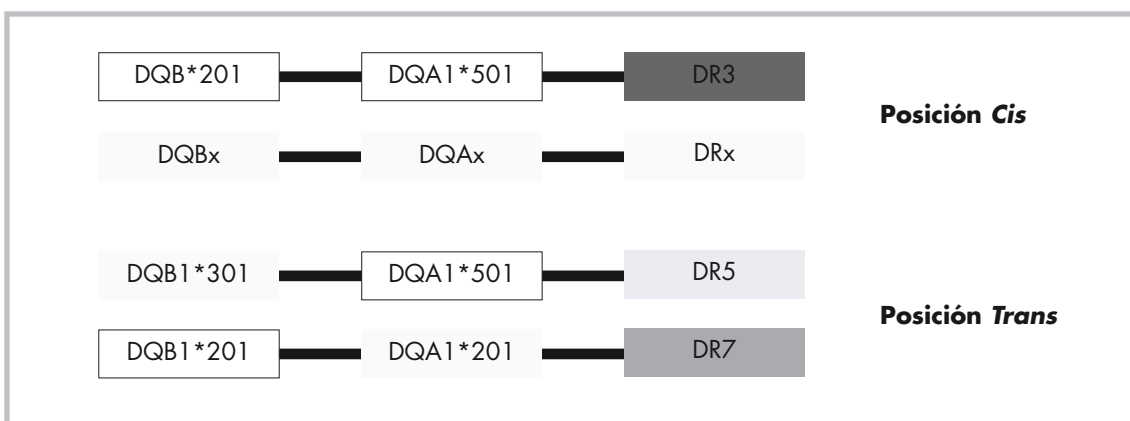 DQB*201 DQA1*501 DR3
Posición Cis
DQBx DQAx DRx
DQB1*301 DQA1*501 DR5
Posición Trans
DQB1*201 DQA1*201 DR7